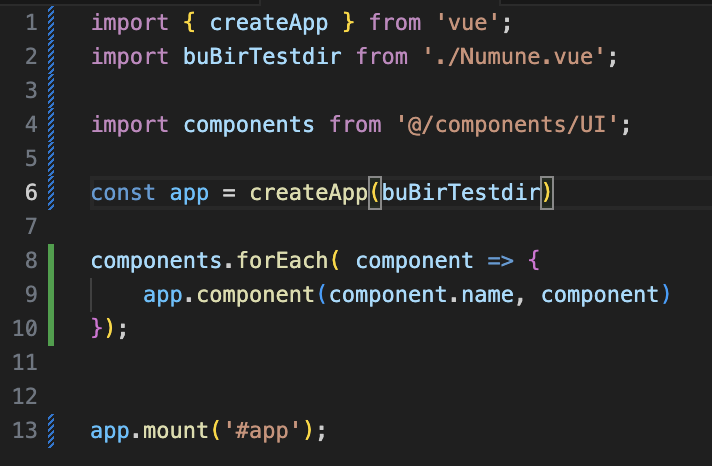 1 import { createApp } from 'vue';
2 import buBirTestdir from './Numune.vue';
3
4 import components from '@/components/UI';
5
6 const app = createApp(buBirTestdir)
7
8 components.forEach( component => {
9     app.component(component.name, component)
10 });
11
12
13 app.mount('#app');